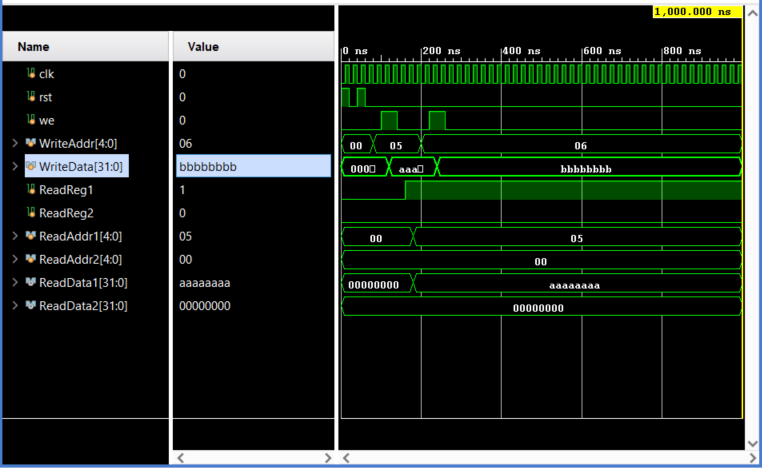 1,000.000 ns
Name Value
0 ns 200 ns 400 ns 600 ns 800 ns
clk 0
rst 0
we 0
WriteAddr[4:0] 06 00 05 06
WriteData[31:0] bbbbbbbb 000 aaa bbbbbbbb
ReadReg1 1
ReadReg2 0
ReadAddr1[4:0] 05 00 05
ReadAddr2[4:0] 00 00
ReadData1[31:0] aaaaaaaa 00000000 aaaaaaaa
ReadData2[31:0] 00000000 00000000